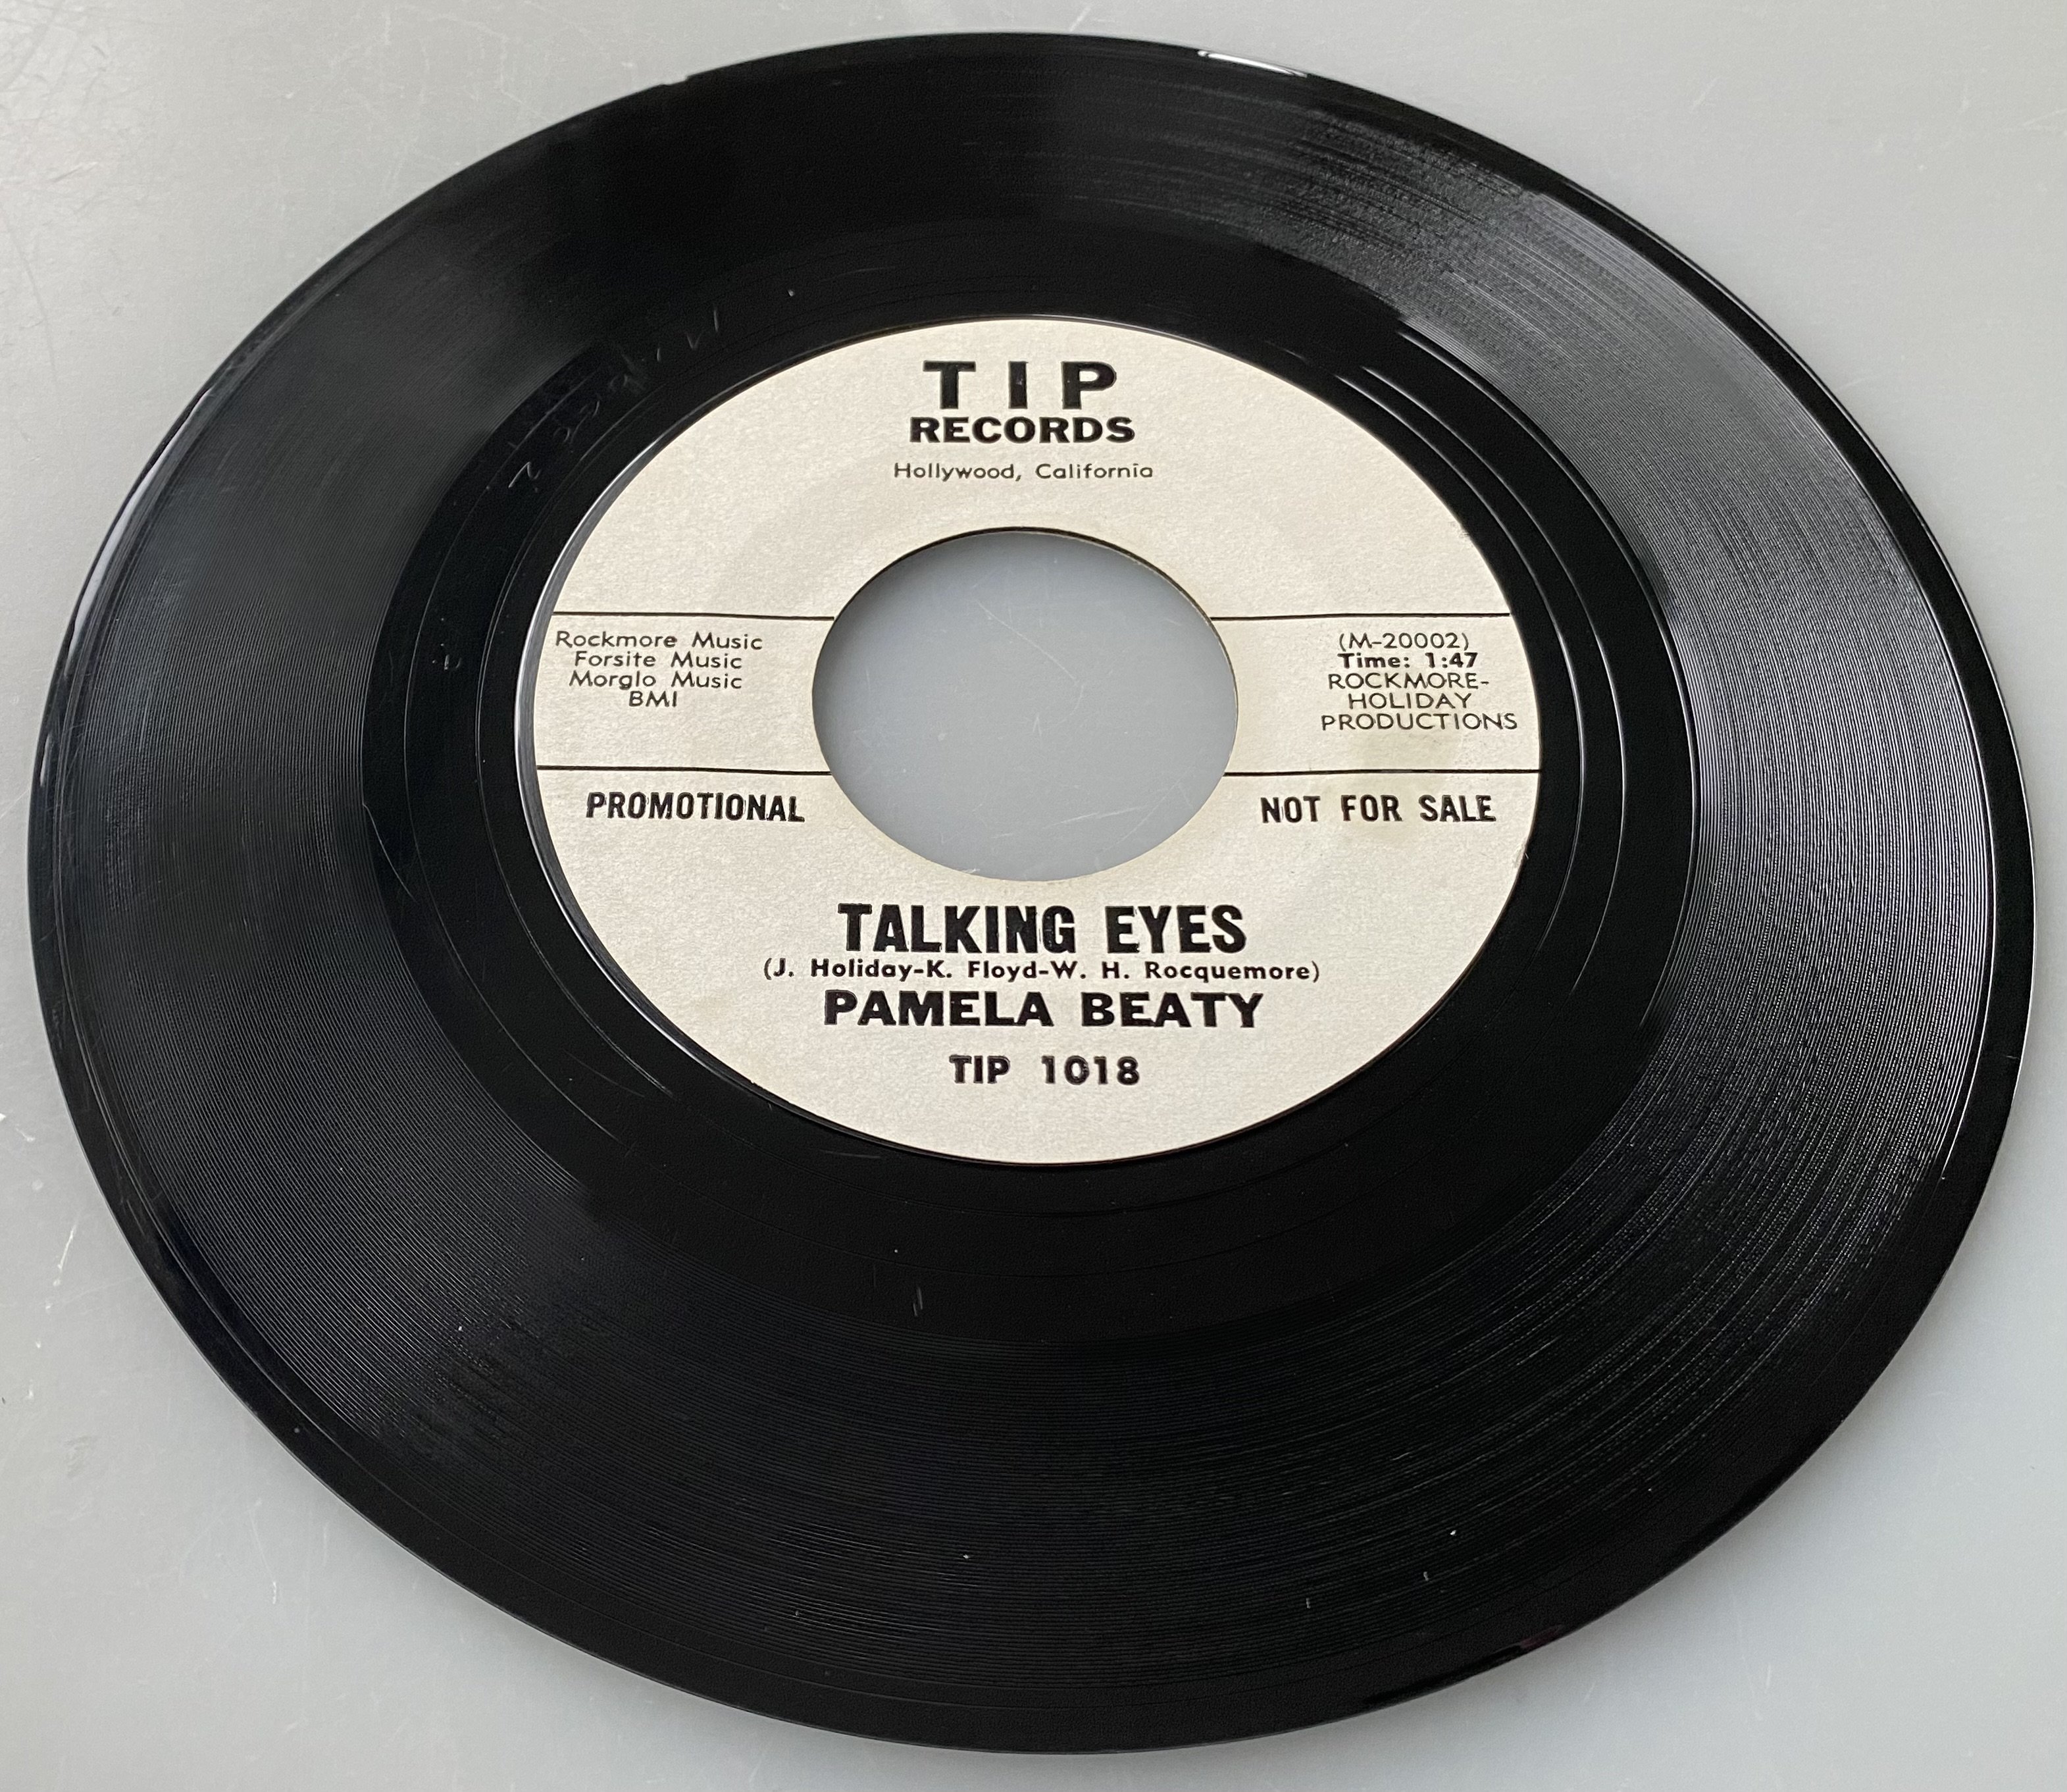 TIP
RECORDS
Hollywood, California
Rockmore Music
Forsite Music
Morglo Music
BMI
(M-20002)
Time: 1:47
ROCKMORE-
HOLIDAY
PRODUCTIONS
PROMOTIONAL
NOT FOR SALE
TALKING EYES
(J. Holiday-K. Floyd-W. H. Rocquemore)
PAMELA BEATY
TIP 1018